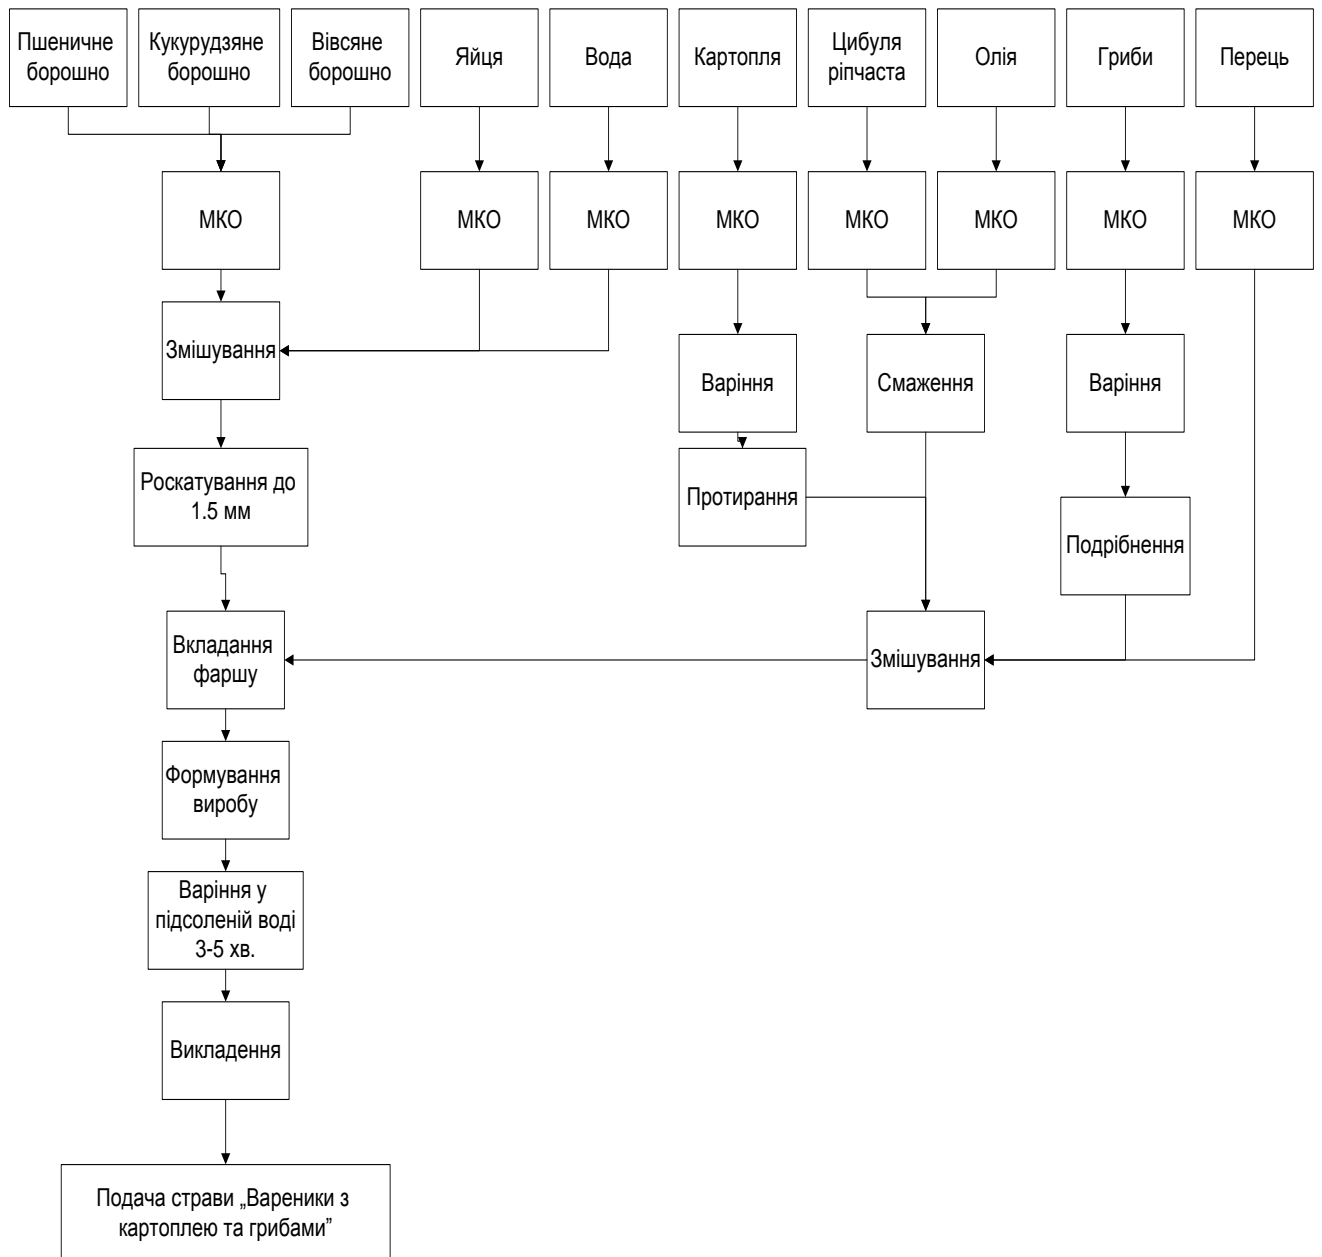 Пшеничне
борошно
Кукурудзяне
борошно
Вівсяне
борошно
Яйця
Вода
Картопля
Цибуля
ріпчаста
Олія
Гриби
Перець
МКО
МКО
МКО
МКО
МКО
МКО
МКО
МКО
Змішування
Варіння
Смаження
Варіння
Роскатування до
1.5 мм
Протирання
Подрібнення
Вкладання
фаршу
Змішування
Формування
виробу
Варіння у
підсоленій воді
3-5 хв.
Викладення
Подача страви „Вареники з
картоплею та грибами”